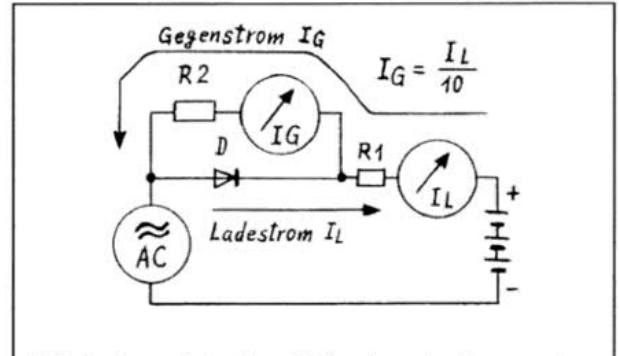 Gegenstrom IG
IG = IL / 10
R2
IG
D
R1
IL
+
Ladestrom IL
AC
-